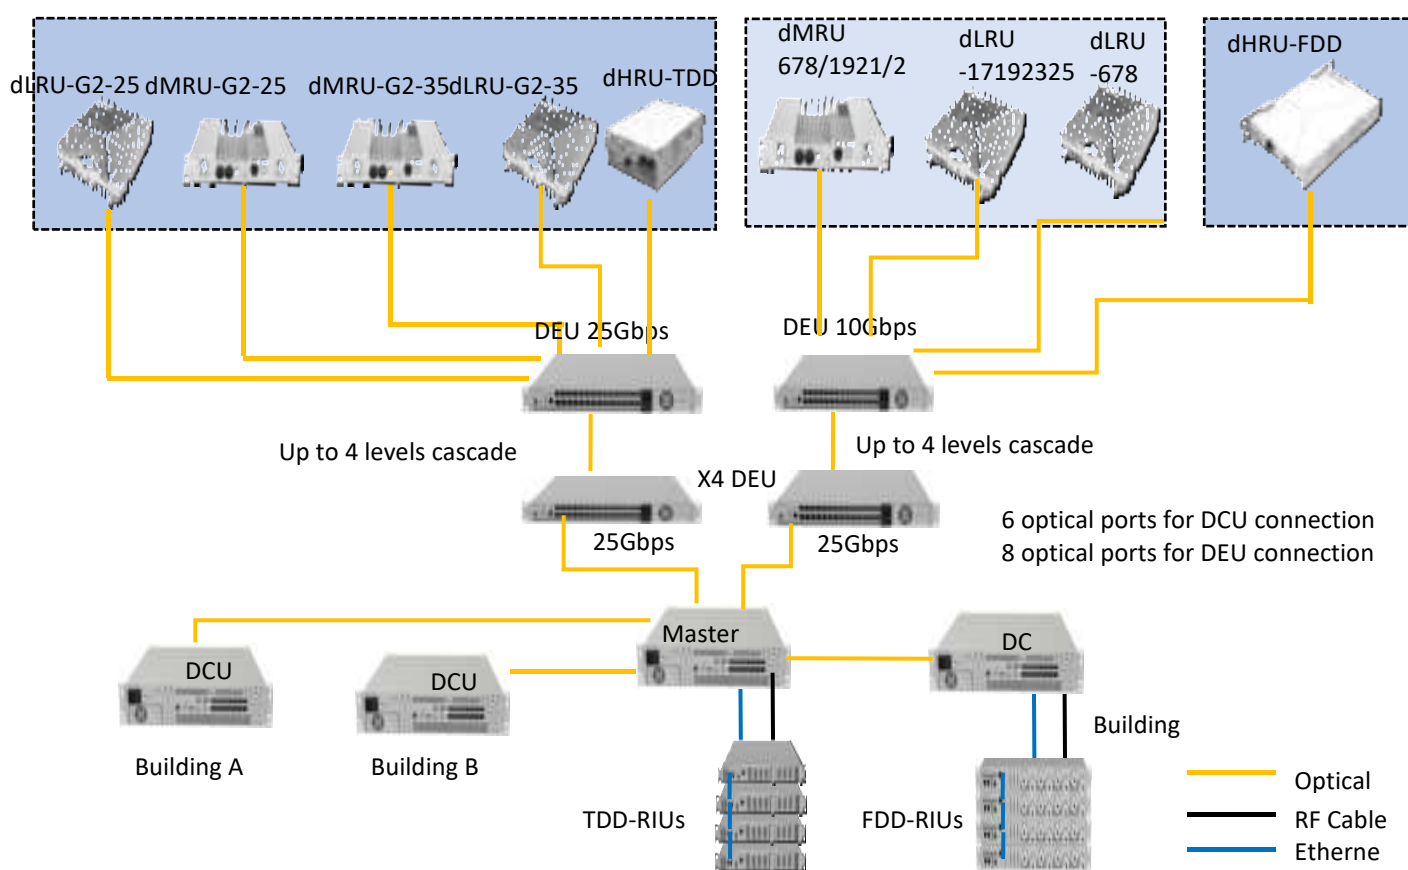 dLRU-G2-25
dMRU-G2-25
dMRU-G2-35
dLRU-G2-35
dHRU-TDD
dMRU
678/1921/2
dLRU
-17192325
dLRU
-678
dHRU-FDD
DEU 25Gbps
DEU 10Gbps
Up to 4 levels cascade
Up to 4 levels cascade
X4 DEU
25Gbps
25Gbps
6 optical ports for DCU connection
8 optical ports for DEU connection
Master
DC
DCU
DCU
Building A
Building B
Building
TDD-RIUs
FDD-RIUs
Optical
RF Cable
Etherne